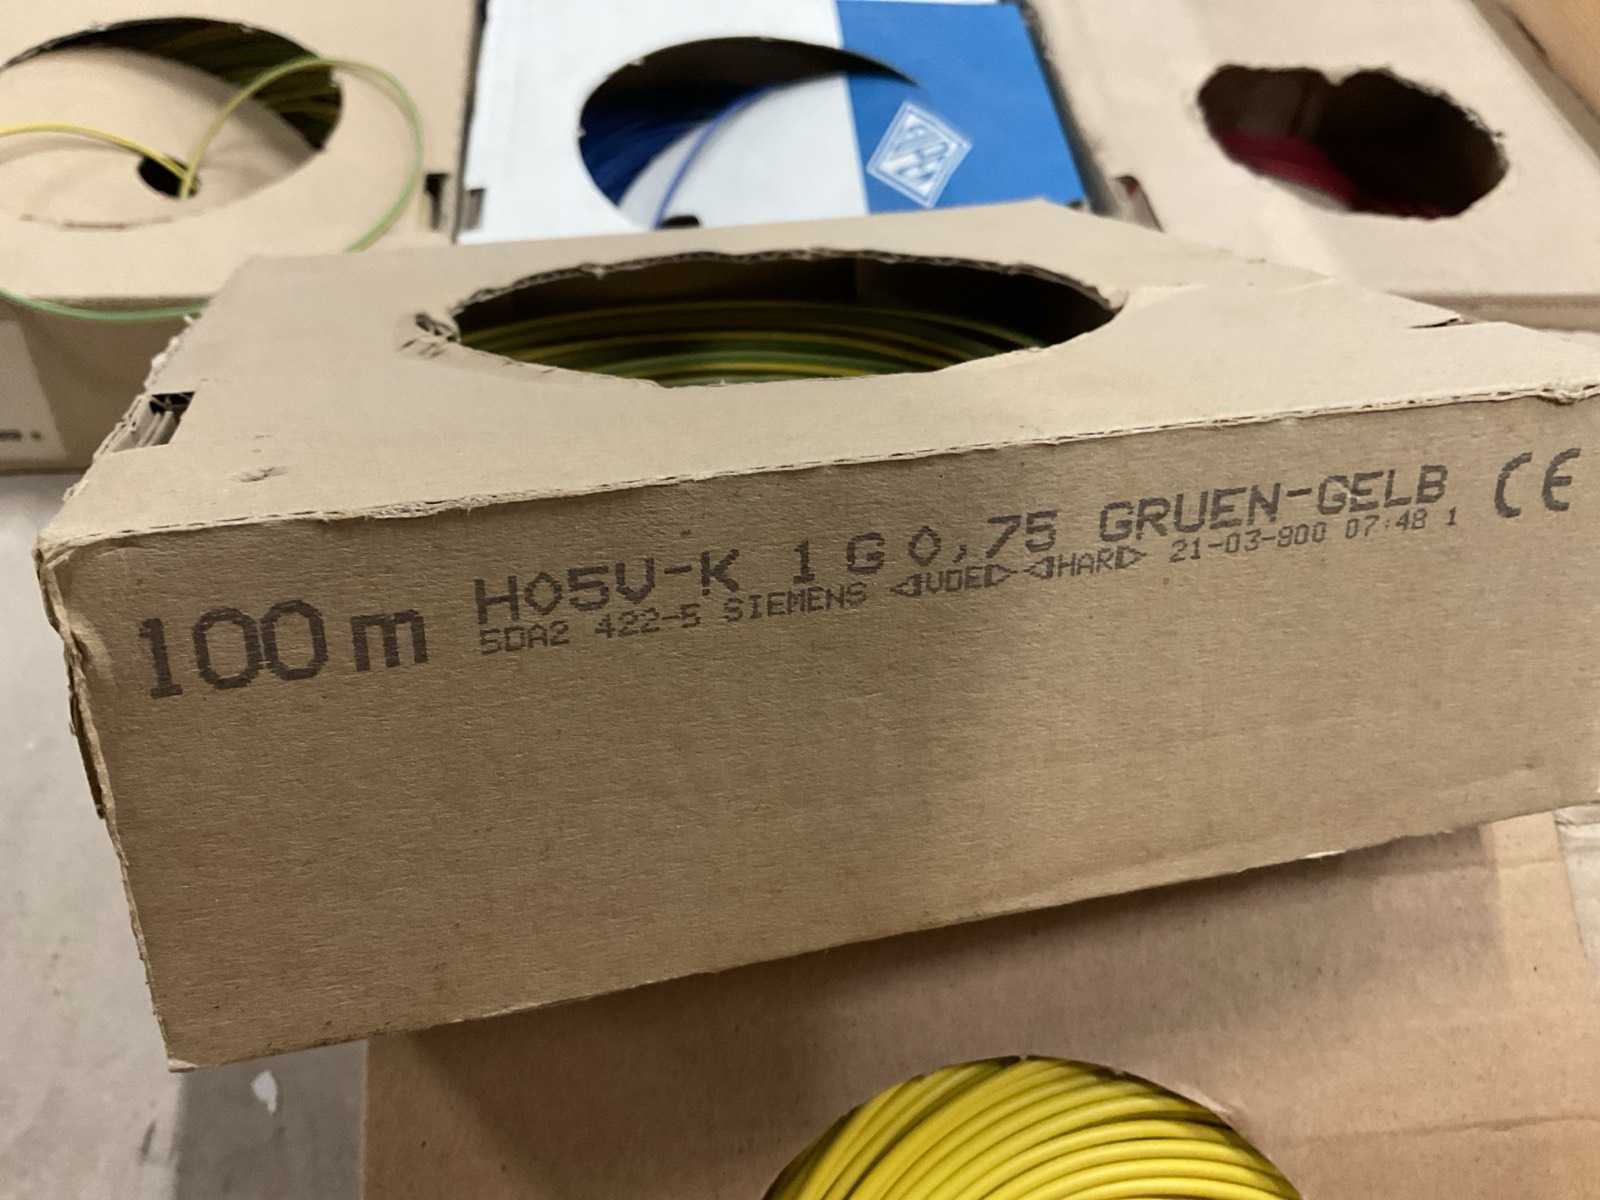 100 m H05V-K 1 G 0,75 GRUEN-GELB CE
5DA2 422-5 SIEMENS ◁VDE▷ ◁HAR▷ 21-03-800 07:48 1